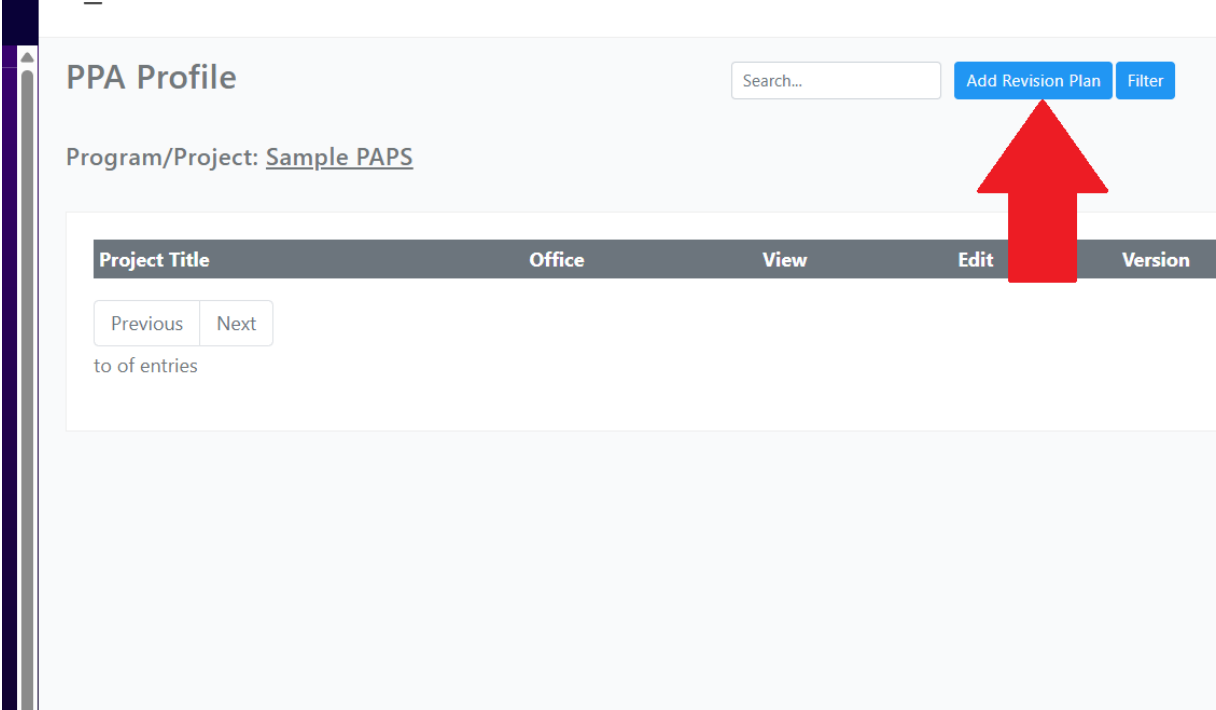 PPA Profile
Search...
Add Revision Plan
Filter
Program/Project: Sample PAPS
Project Title Office View Edit Version
Previous Next
to of entries